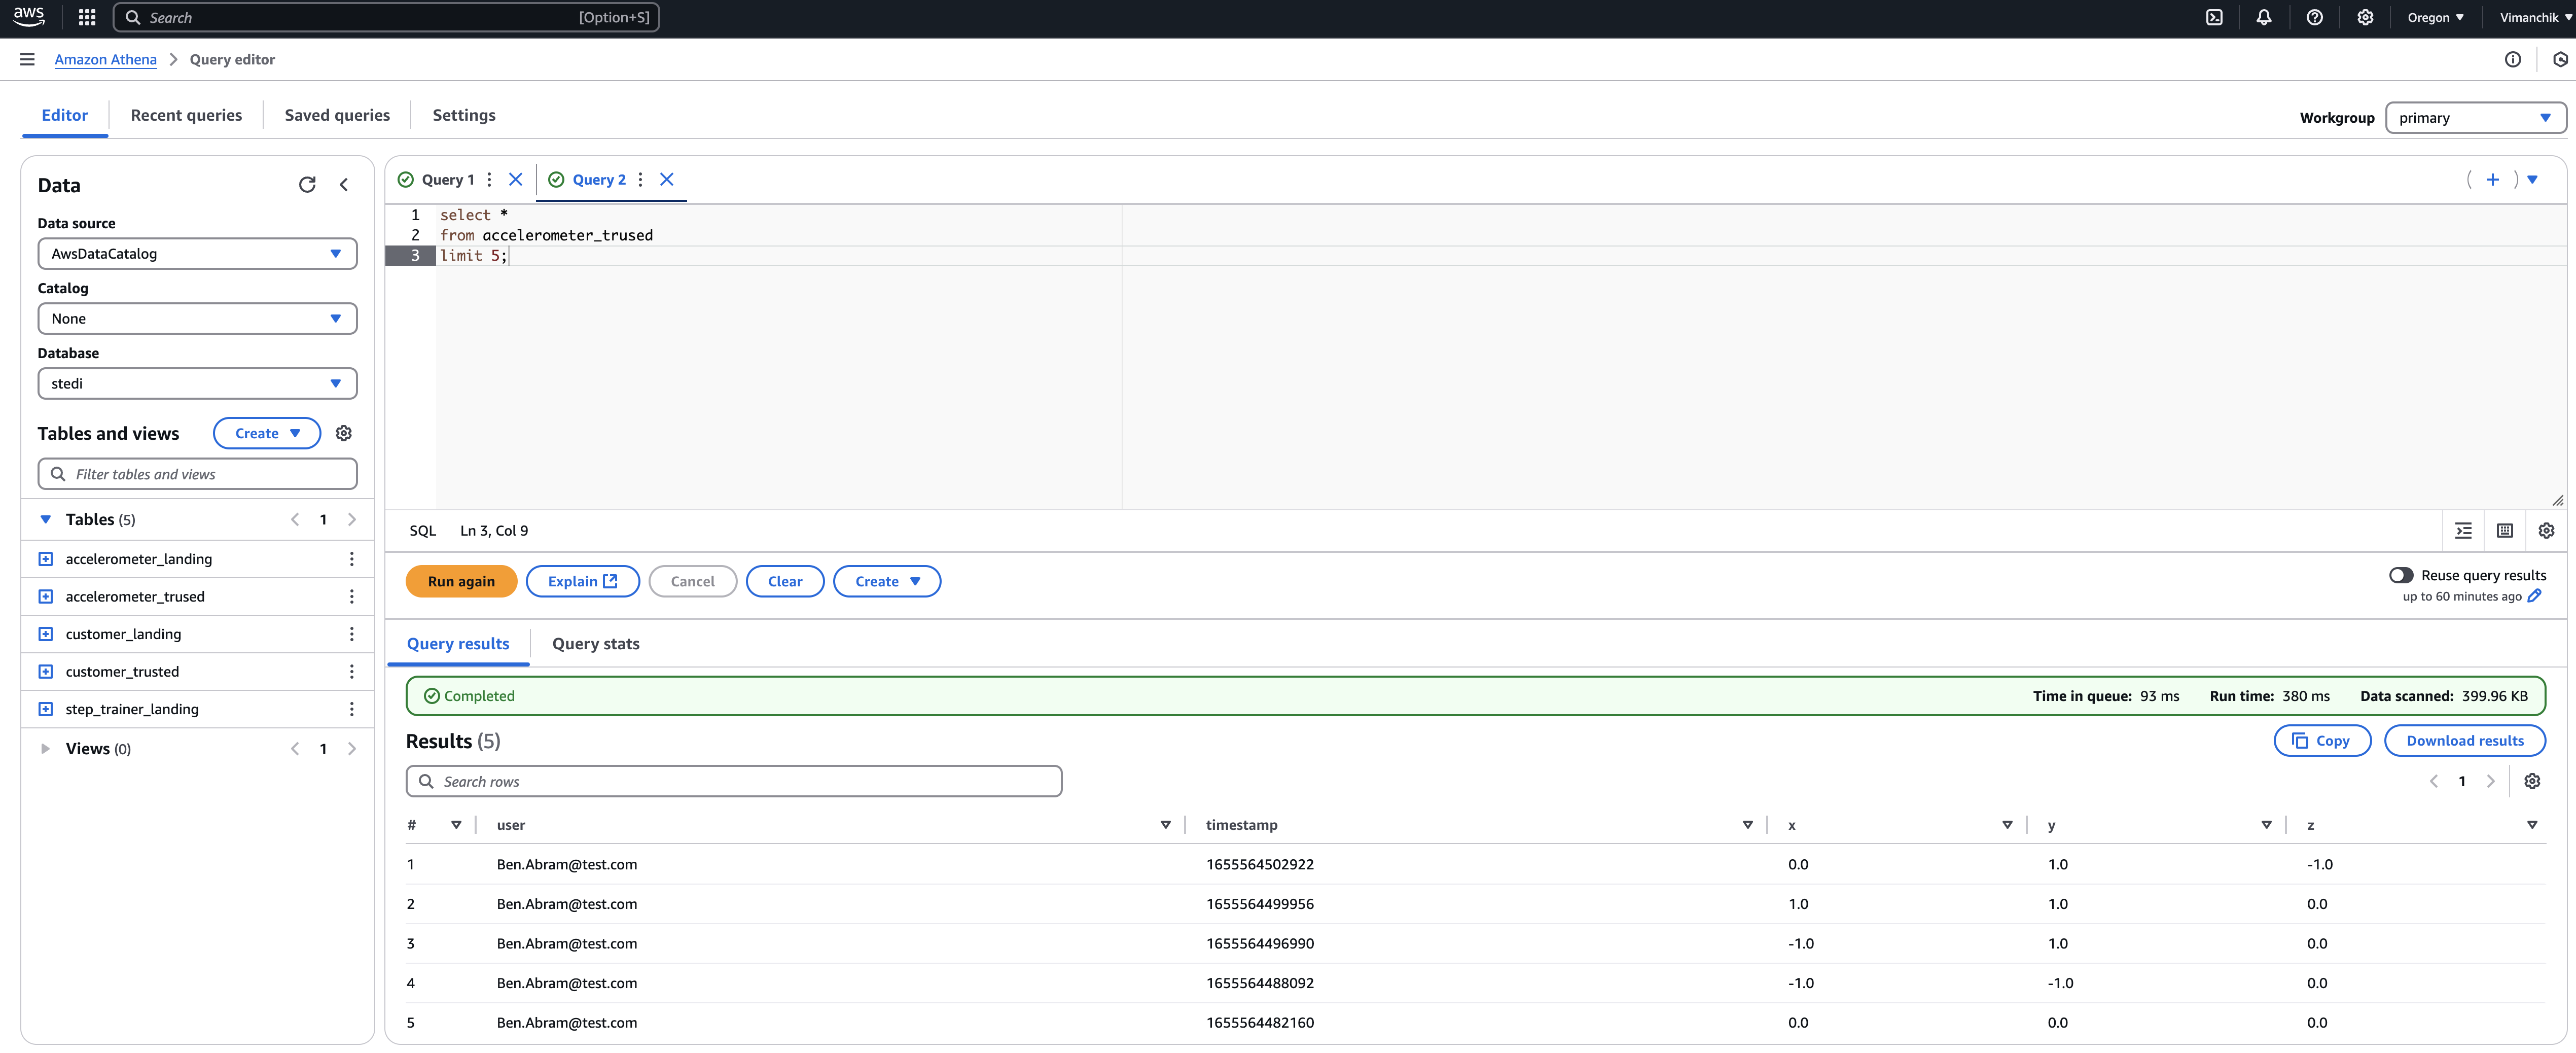 aws
Search [Option+S] Oregon Vimanchik
Amazon Athena Query editor
Editor Recent queries Saved queries Settings Workgroup primary
Data
Data source
AwsDataCatalog
Catalog
None
Database
stedi
Tables and views Create
Filter tables and views
Tables (5) 1
accelerometer_landing
accelerometer_trused
customer_landing
customer_trusted
step_trainer_landing
Views (0) 1
Query 1 Query 2
1 select *
2 from accelerometer_trused
3 limit 5;
SQL Ln 3, Col 9
Run again Explain Cancel Clear Create Reuse query results
up to 60 minutes ago
Query results Query stats
Completed Time in queue: 93 ms Run time: 380 ms Data scanned: 399.96 KB
Results (5) Copy Download results
Search rows 1
# user timestamp x y z
1 Ben.Abram@test.com 1655564502922 0.0 1.0 -1.0
2 Ben.Abram@test.com 1655564499956 1.0 1.0 0.0
3 Ben.Abram@test.com 1655564496990 -1.0 1.0 0.0
4 Ben.Abram@test.com 1655564488092 -1.0 -1.0 0.0
5 Ben.Abram@test.com 1655564482160 0.0 0.0 0.0